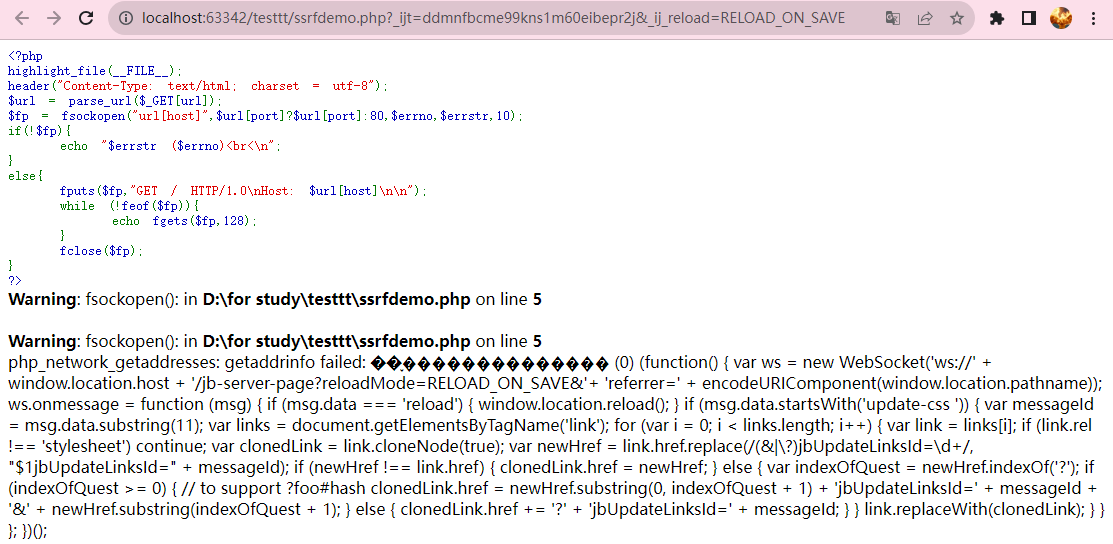 localhost:63342/testtt/ssrfdemo.php?_ijt=ddmnfbcme99kns1m60eibepr2j&_ij_reload=RELOAD_ON_SAVE
<?php
highlight_file(__FILE__);
header("Content-Type: text/html; charset = utf-8");
$url = parse_url($_GET[url]);
$fp = fsockopen("url[host]",$url[port]?$url[port]:80,$errno,$errstr,10);
if(!$fp){
echo "$errstr ($errno)<br<\n";
}
else{
fputs($fp,"GET / HTTP/1.0\nHost: $url[host]\n\n");
while (!feof($fp)){
echo fgets($fp,128);
}
fclose($fp);
}
?>
Warning: fsockopen(): in D:\for study\testtt\ssrfdemo.php on line 5
Warning: fsockopen(): in D:\for study\testtt\ssrfdemo.php on line 5
php_network_getaddresses: getaddrinfo failed: ��̣����������������� (0) (function() { var ws = new WebSocket('ws://' +
window.location.host + '/jb-server-page?reloadMode=RELOAD_ON_SAVE&'+ 'referrer=' + encodeURIComponent(window.location.pathname));
ws.onmessage = function (msg) { if (msg.data === 'reload') { window.location.reload(); } if (msg.data.startsWith('update-css ')) { var messageId
= msg.data.substring(11); var links = document.getElementsByTagName('link'); for (var i = 0; i < links.length; i++) { var link = links[i]; if (link.rel
!== 'stylesheet') continue; var clonedLink = link.cloneNode(true); var newHref = link.href.replace(/(&|\?)jbUpdateLinksId=\d+/,
"$1jbUpdateLinksId=" + messageId); if (newHref !== link.href) { clonedLink.href = newHref; } else { var indexOfQuest = newHref.indexOf('?'); if
(indexOfQuest >= 0) { // to support ?foo#hash clonedLink.href = newHref.substring(0, indexOfQuest + 1) + 'jbUpdateLinksId=' + messageId +
'&' + newHref.substring(indexOfQuest + 1); } else { clonedLink.href += '?' + 'jbUpdateLinksId=' + messageId; } } link.replaceWith(clonedLink); } }
}; })();